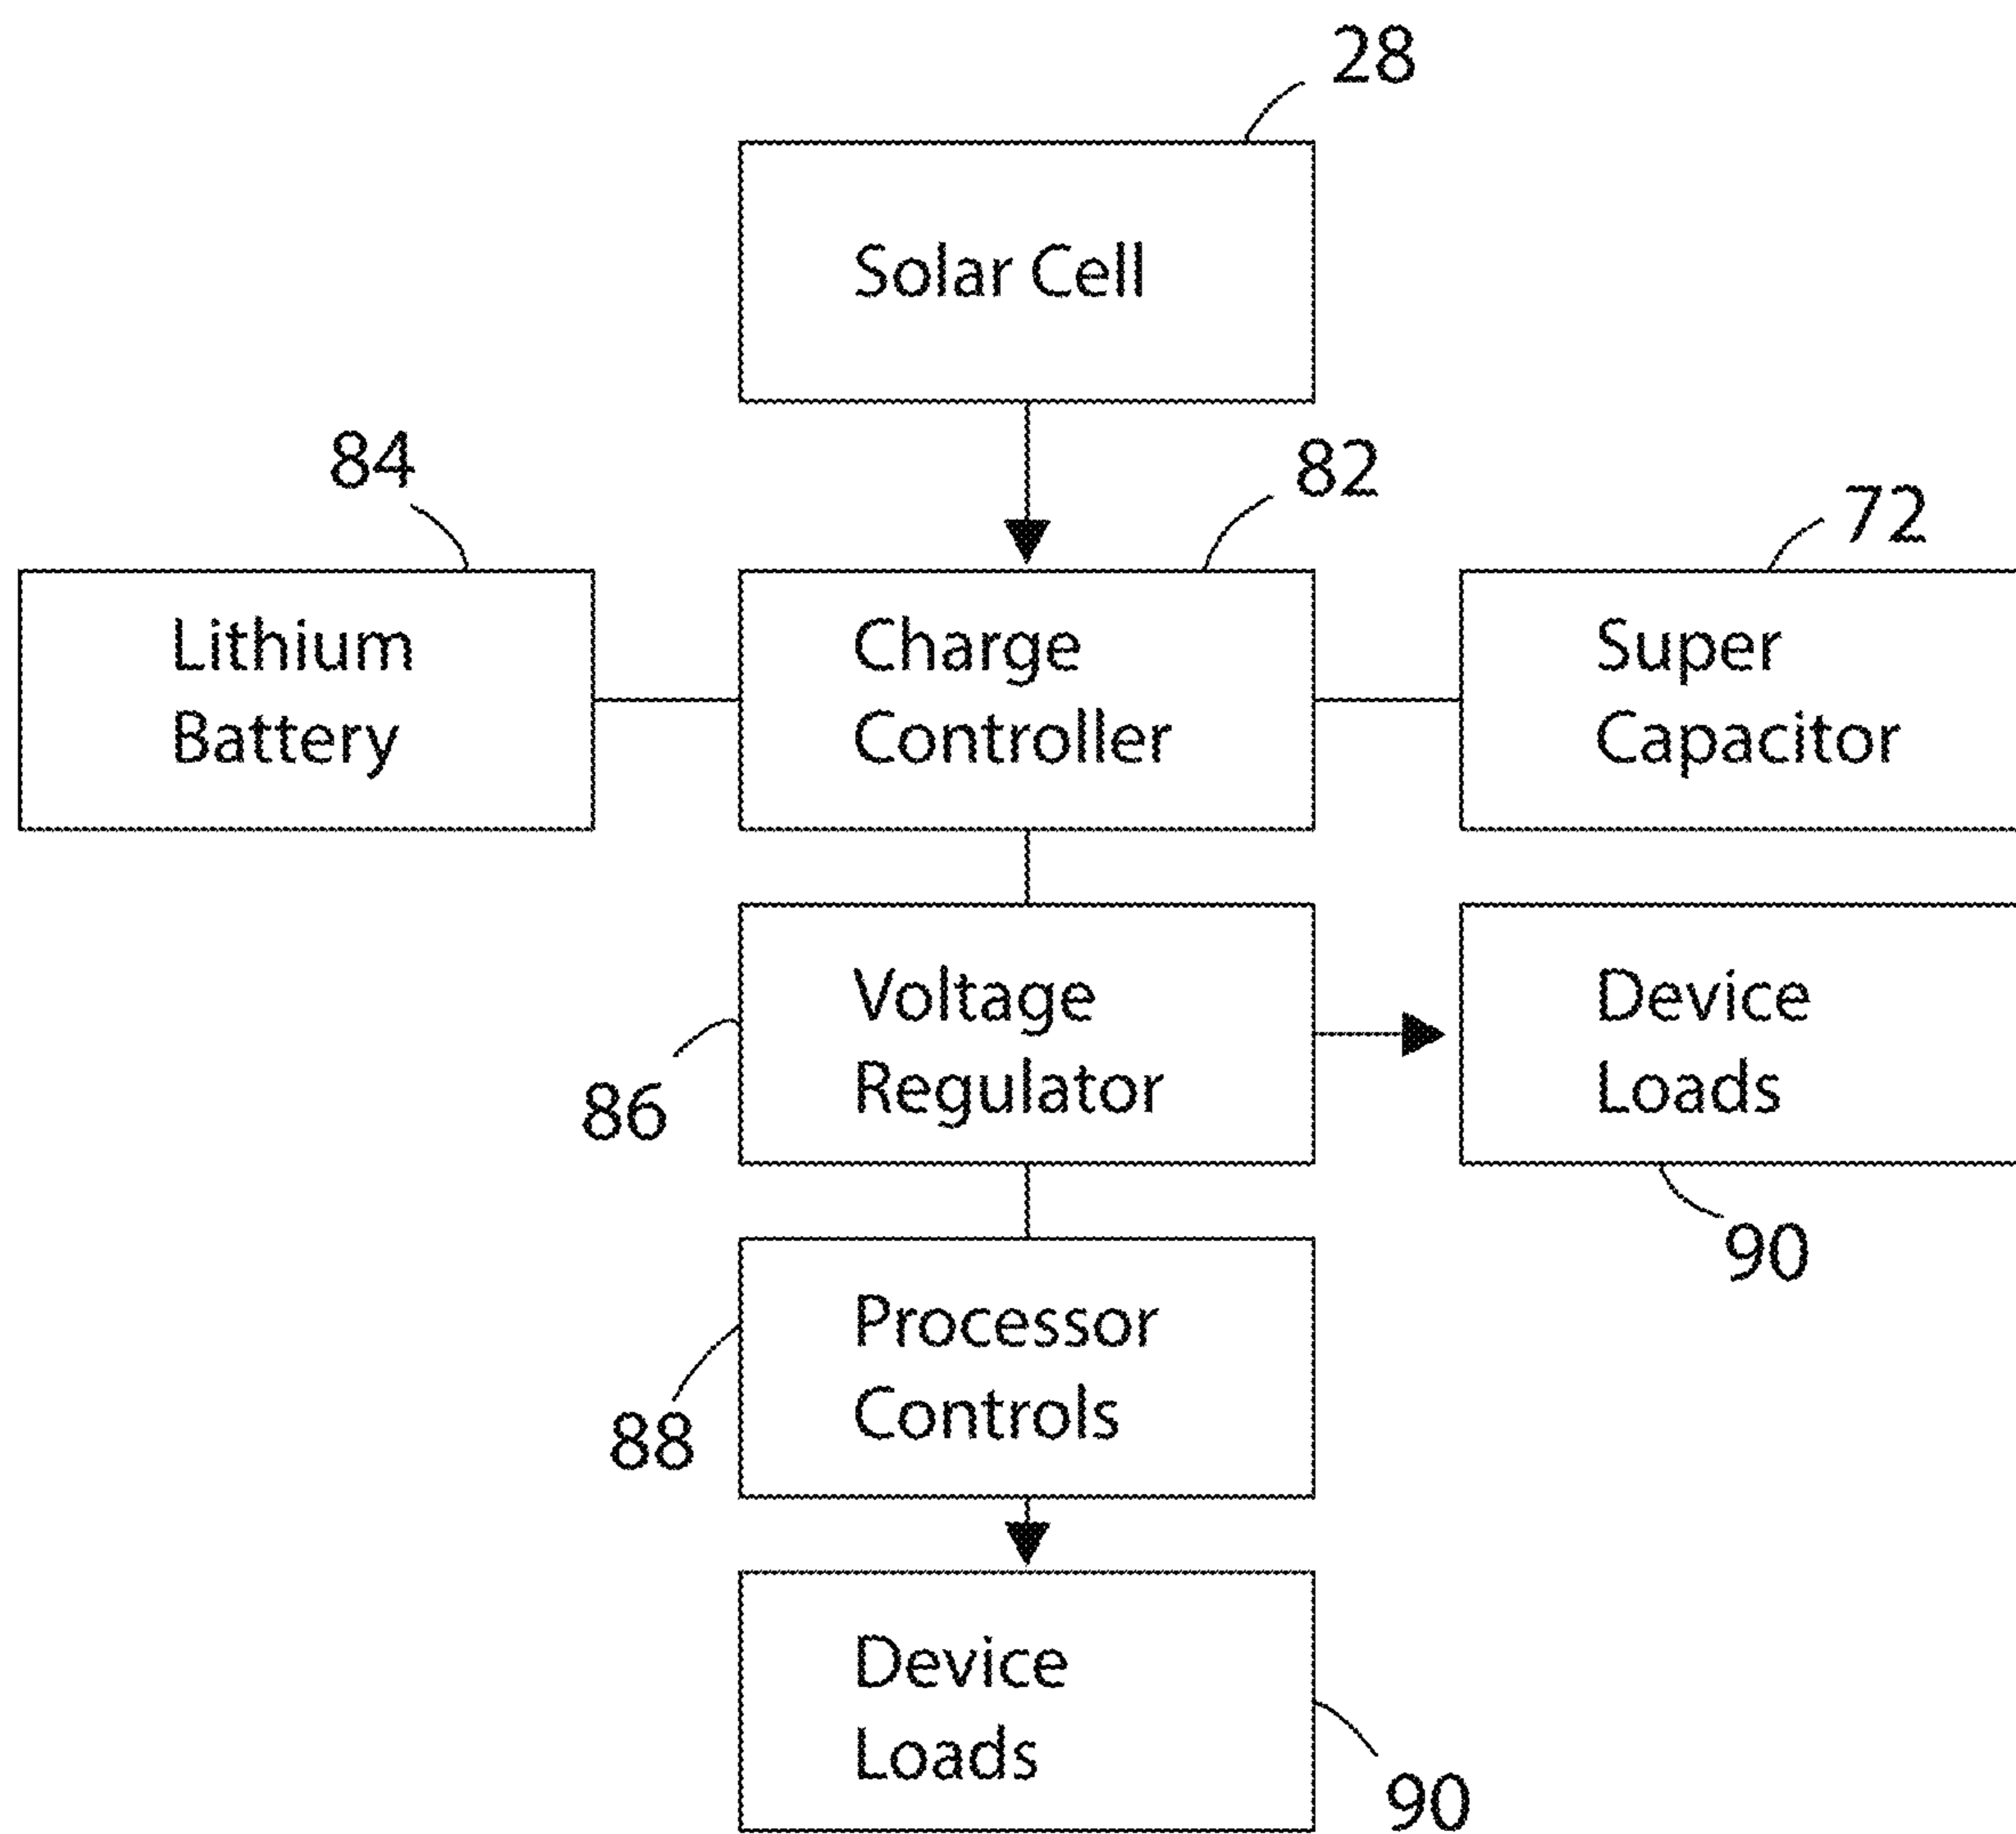 28
Solar Cell
84
82
72
Lithium
Battery
Charge
Controller
Super
Capacitor
Voltage
Regulator
Device
Loads
86
90
Processor
Controls
88
Device
Loads
90